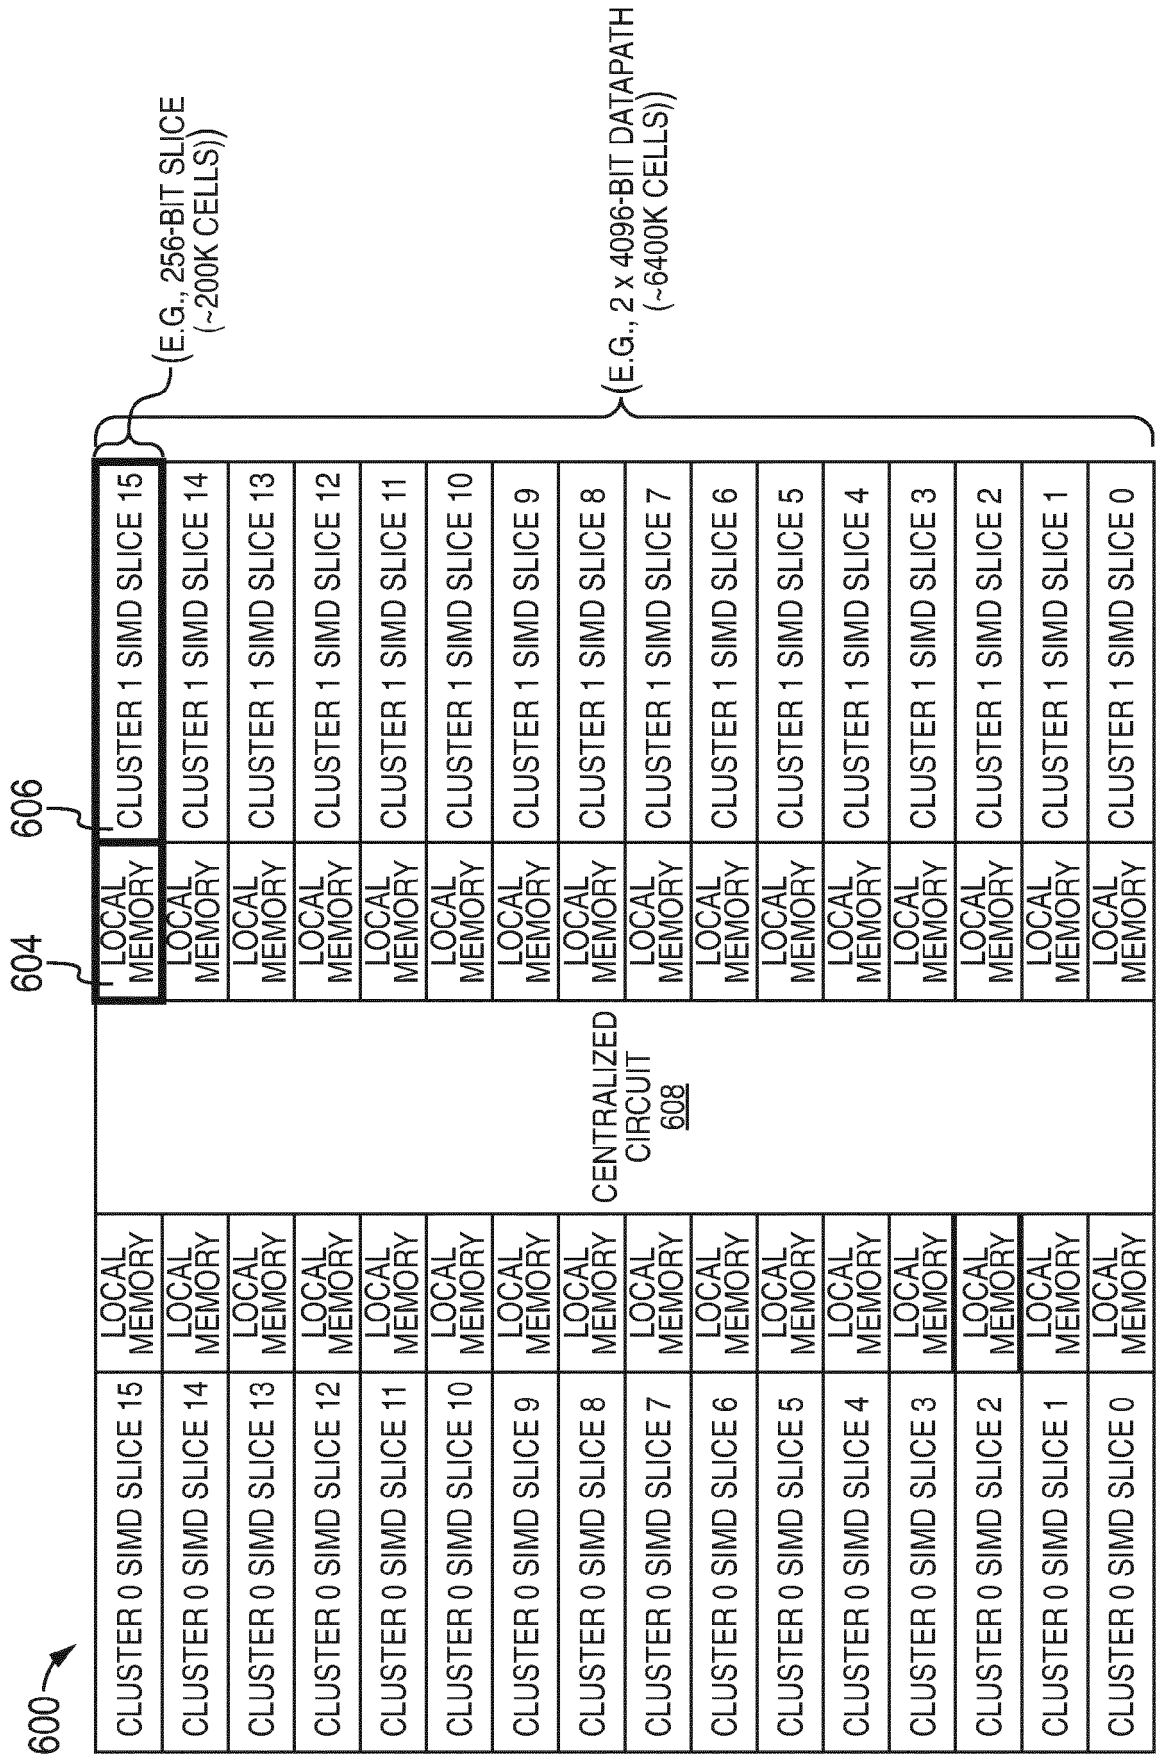 600
604
606
CLUSTER 0 SIMD SLICE 15
LOCAL
MEMORY
LOCAL
MEMORY
CLUSTER 1 SIMD SLICE 15
(E.G., 256-BIT SLICE
(~200K CELLS))
CLUSTER 0 SIMD SLICE 14
LOCAL
MEMORY
LOCAL
MEMORY
CLUSTER 1 SIMD SLICE 14
CLUSTER 0 SIMD SLICE 13
LOCAL
MEMORY
LOCAL
MEMORY
CLUSTER 1 SIMD SLICE 13
CLUSTER 0 SIMD SLICE 12
LOCAL
MEMORY
LOCAL
MEMORY
CLUSTER 1 SIMD SLICE 12
CLUSTER 0 SIMD SLICE 11
LOCAL
MEMORY
LOCAL
MEMORY
CLUSTER 1 SIMD SLICE 11
CLUSTER 0 SIMD SLICE 10
LOCAL
MEMORY
LOCAL
MEMORY
CLUSTER 1 SIMD SLICE 10
CLUSTER 0 SIMD SLICE 9
LOCAL
MEMORY
LOCAL
MEMORY
CLUSTER 1 SIMD SLICE 9
CLUSTER 0 SIMD SLICE 8
LOCAL
MEMORY
CENTRALIZED
CIRCUIT
608
LOCAL
MEMORY
CLUSTER 1 SIMD SLICE 8
(E.G., 2 x 4096-BIT DATAPATH
(~6400K CELLS))
CLUSTER 0 SIMD SLICE 7
LOCAL
MEMORY
LOCAL
MEMORY
CLUSTER 1 SIMD SLICE 7
CLUSTER 0 SIMD SLICE 6
LOCAL
MEMORY
LOCAL
MEMORY
CLUSTER 1 SIMD SLICE 6
CLUSTER 0 SIMD SLICE 5
LOCAL
MEMORY
LOCAL
MEMORY
CLUSTER 1 SIMD SLICE 5
CLUSTER 0 SIMD SLICE 4
LOCAL
MEMORY
LOCAL
MEMORY
CLUSTER 1 SIMD SLICE 4
CLUSTER 0 SIMD SLICE 3
LOCAL
MEMORY
LOCAL
MEMORY
CLUSTER 1 SIMD SLICE 3
CLUSTER 0 SIMD SLICE 2
LOCAL
MEMORY
LOCAL
MEMORY
CLUSTER 1 SIMD SLICE 2
CLUSTER 0 SIMD SLICE 1
LOCAL
MEMORY
LOCAL
MEMORY
CLUSTER 1 SIMD SLICE 1
CLUSTER 0 SIMD SLICE 0
LOCAL
MEMORY
LOCAL
MEMORY
CLUSTER 1 SIMD SLICE 0